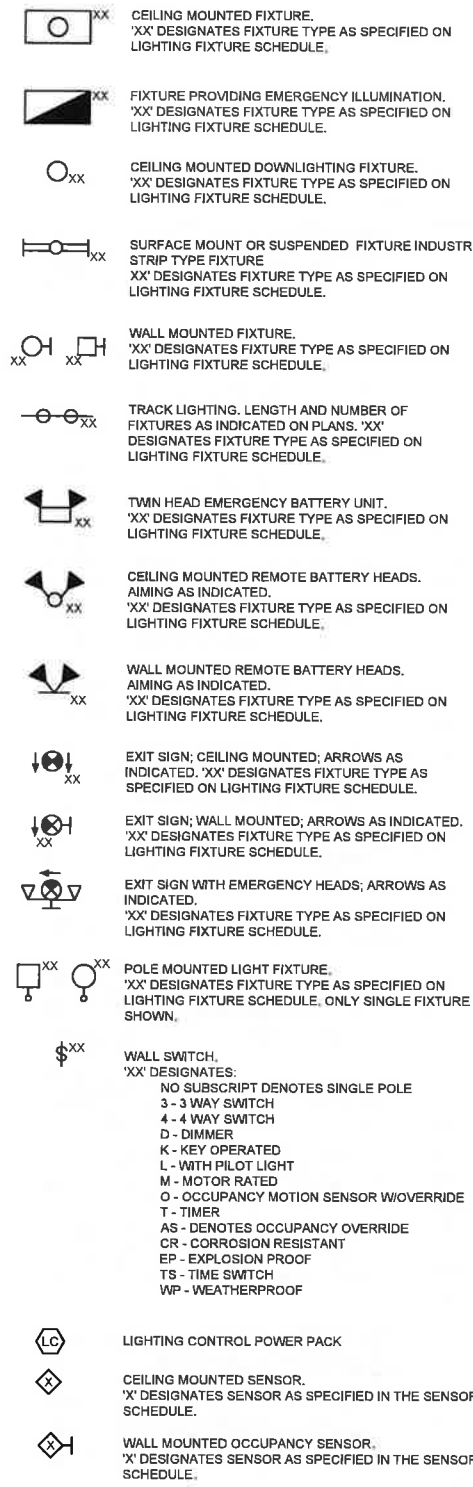 XX CEILING MOUNTED FIXTURE.
'XX' DESIGNATES FIXTURE TYPE AS SPECIFIED ON
LIGHTING FIXTURE SCHEDULE.
XX FIXTURE PROVIDING EMERGENCY ILLUMINATION.
'XX' DESIGNATES FIXTURE TYPE AS SPECIFIED ON
LIGHTING FIXTURE SCHEDULE.
XX CEILING MOUNTED DOWNLIGHTING FIXTURE.
'XX' DESIGNATES FIXTURE TYPE AS SPECIFIED ON
LIGHTING FIXTURE SCHEDULE.
XX SURFACE MOUNT OR SUSPENDED FIXTURE INDUSTR
STRIP TYPE FIXTURE
XX' DESIGNATES FIXTURE TYPE AS SPECIFIED ON
LIGHTING FIXTURE SCHEDULE.
XX XX WALL MOUNTED FIXTURE.
'XX' DESIGNATES FIXTURE TYPE AS SPECIFIED ON
LIGHTING FIXTURE SCHEDULE.
XX TRACK LIGHTING. LENGTH AND NUMBER OF
FIXTURES AS INDICATED ON PLANS. 'XX'
DESIGNATES FIXTURE TYPE AS SPECIFIED ON
LIGHTING FIXTURE SCHEDULE.
XX TWIN HEAD EMERGENCY BATTERY UNIT.
'XX' DESIGNATES FIXTURE TYPE AS SPECIFIED ON
LIGHTING FIXTURE SCHEDULE.
XX CEILING MOUNTED REMOTE BATTERY HEADS.
AIMING AS INDICATED.
'XX' DESIGNATES FIXTURE TYPE AS SPECIFIED ON
LIGHTING FIXTURE SCHEDULE.
XX WALL MOUNTED REMOTE BATTERY HEADS.
AIMING AS INDICATED.
'XX' DESIGNATES FIXTURE TYPE AS SPECIFIED ON
LIGHTING FIXTURE SCHEDULE.
XX EXIT SIGN; CEILING MOUNTED; ARROWS AS
INDICATED. 'XX' DESIGNATES FIXTURE TYPE AS
SPECIFIED ON LIGHTING FIXTURE SCHEDULE.
XX EXIT SIGN; WALL MOUNTED; ARROWS AS INDICATED.
'XX' DESIGNATES FIXTURE TYPE AS SPECIFIED ON
LIGHTING FIXTURE SCHEDULE.
EXIT SIGN WITH EMERGENCY HEADS; ARROWS AS
INDICATED.
'XX' DESIGNATES FIXTURE TYPE AS SPECIFIED ON
LIGHTING FIXTURE SCHEDULE.
XX XX POLE MOUNTED LIGHT FIXTURE.
'XX' DESIGNATES FIXTURE TYPE AS SPECIFIED ON
LIGHTING FIXTURE SCHEDULE. ONLY SINGLE FIXTURE
SHOWN.
$XX WALL SWITCH.
'XX' DESIGNATES:
NO SUBSCRIPT DENOTES SINGLE POLE
3 - 3 WAY SWITCH
4 - 4 WAY SWITCH
D - DIMMER
K - KEY OPERATED
L - WITH PILOT LIGHT
M - MOTOR RATED
O - OCCUPANCY MOTION SENSOR W/OVERRIDE
T - TIMER
AS - DENOTES OCCUPANCY OVERRIDE
CR - CORROSION RESISTANT
EP - EXPLOSION PROOF
TS - TIME SWITCH
WP - WEATHERPROOF
LC LIGHTING CONTROL POWER PACK
X CEILING MOUNTED SENSOR.
'X' DESIGNATES SENSOR AS SPECIFIED IN THE SENSOR
SCHEDULE.
X WALL MOUNTED OCCUPANCY SENSOR.
'X' DESIGNATES SENSOR AS SPECIFIED IN THE SENSOR
SCHEDULE.